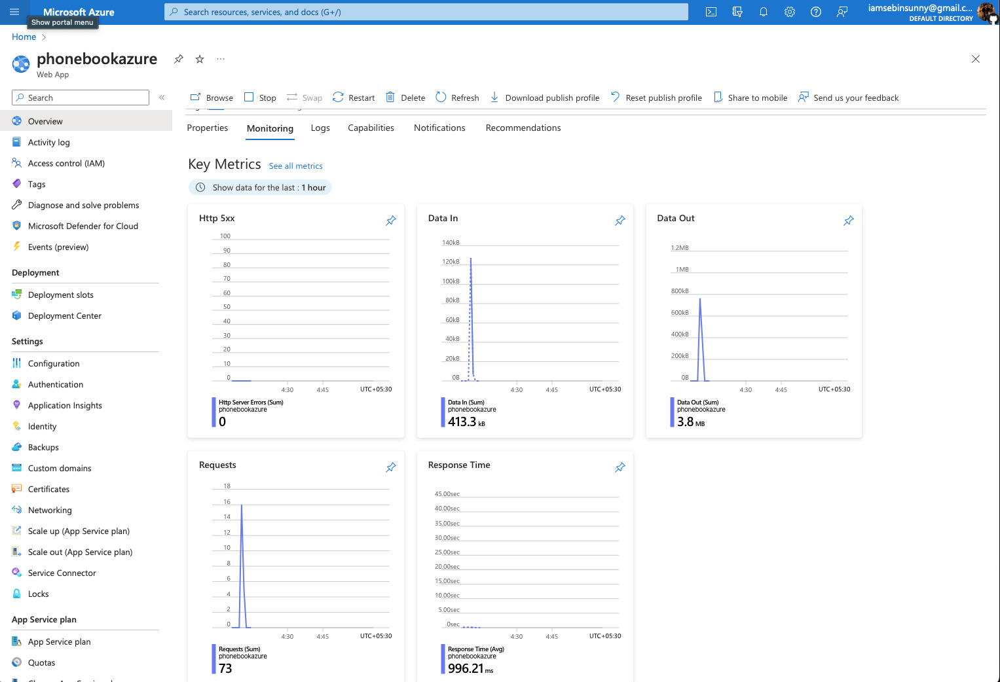 Microsoft Azure
Search resources, services, and docs (G+/)
iamsebinsunny@gmail.c...
DEFAULT DIRECTORY
Show portal menu
Home
phonebookazure
Web App
Search
Browse
Stop
Swap
Restart
Delete
Refresh
Download publish profile
Reset publish profile
Share to mobile
Send us your feedback
Overview
Activity log
Access control (IAM)
Tags
Diagnose and solve problems
Microsoft Defender for Cloud
Events (preview)
Deployment
Deployment slots
Deployment Center
Settings
Configuration
Authentication
Application Insights
Identity
Backups
Custom domains
Certificates
Networking
Scale up (App Service plan)
Scale out (App Service plan)
Service Connector
Locks
App Service plan
App Service plan
Quotas
Properties
Monitoring
Logs
Capabilities
Notifications
Recommendations
Key Metrics
See all metrics
Show data for the last : 1 hour
Http 5xx
100
90
80
70
60
50
40
30
20
10
0
4:30
4:45
UTC+05:30
Http Server Errors (Sum)
phonebookazure
0
Data In
140kB
120kB
100kB
80kB
60kB
40kB
20kB
0B
4:30
4:45
UTC+05:30
Data In (Sum)
phonebookazure
413.3 kB
Data Out
1.2MB
1MB
800kB
600kB
400kB
200kB
0B
4:30
4:45
UTC+05:30
Data Out (Sum)
phonebookazure
3.8 MB
Requests
18
16
14
12
10
8
6
4
2
0
4:30
4:45
UTC+05:30
Requests (Sum)
phonebookazure
73
Response Time
45.00sec
40.00sec
35.00sec
30.00sec
25.00sec
20.00sec
15.00sec
10.00sec
5.00sec
0sec
4:30
4:45
UTC+05:30
Response Time (Avg)
phonebookazure
996.21 ms